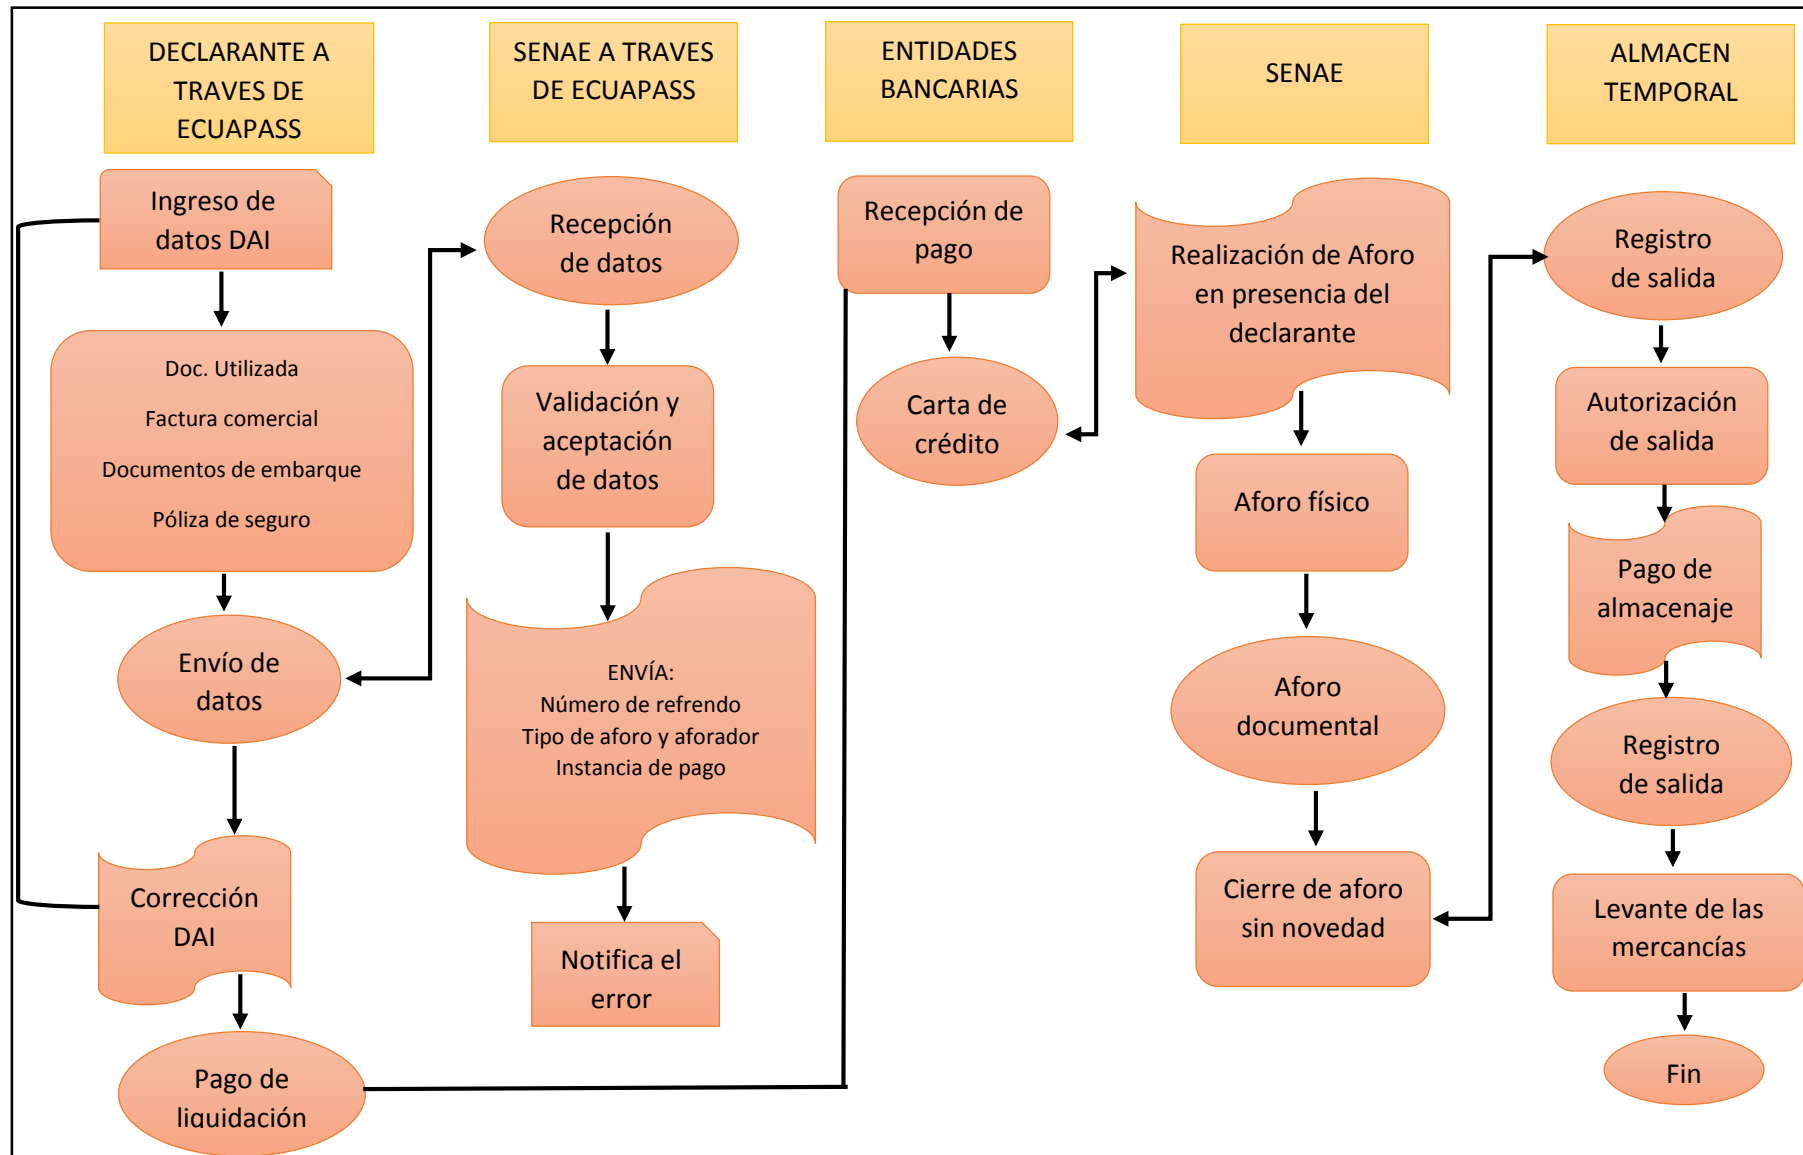 DECLARANTE A
TRAVES DE
ECUAPASS
Ingreso de
datos DAI
Doc. Utilizada
Factura comercial
Documentos de embarque
Póliza de seguro
Envío de
datos
Corrección
DAI
Pago de
liquidación
SENAE A TRAVES
DE ECUAPASS
Recepción
de datos
Validación y
aceptación
de datos
ENVÍA:
Número de refrendo
Tipo de aforo y aforador
Instancia de pago
Notifica el
error
ENTIDADES
BANCARIAS
Recepción de
pago
Carta de
crédito
SENAE
Realización de Aforo
en presencia del
declarante
Aforo físico
Aforo
documental
Cierre de aforo
sin novedad
ALMACEN
TEMPORAL
Registro
de salida
Autorización
de salida
Pago de
almacenaje
Registro
de salida
Levante de las
mercancías
Fin